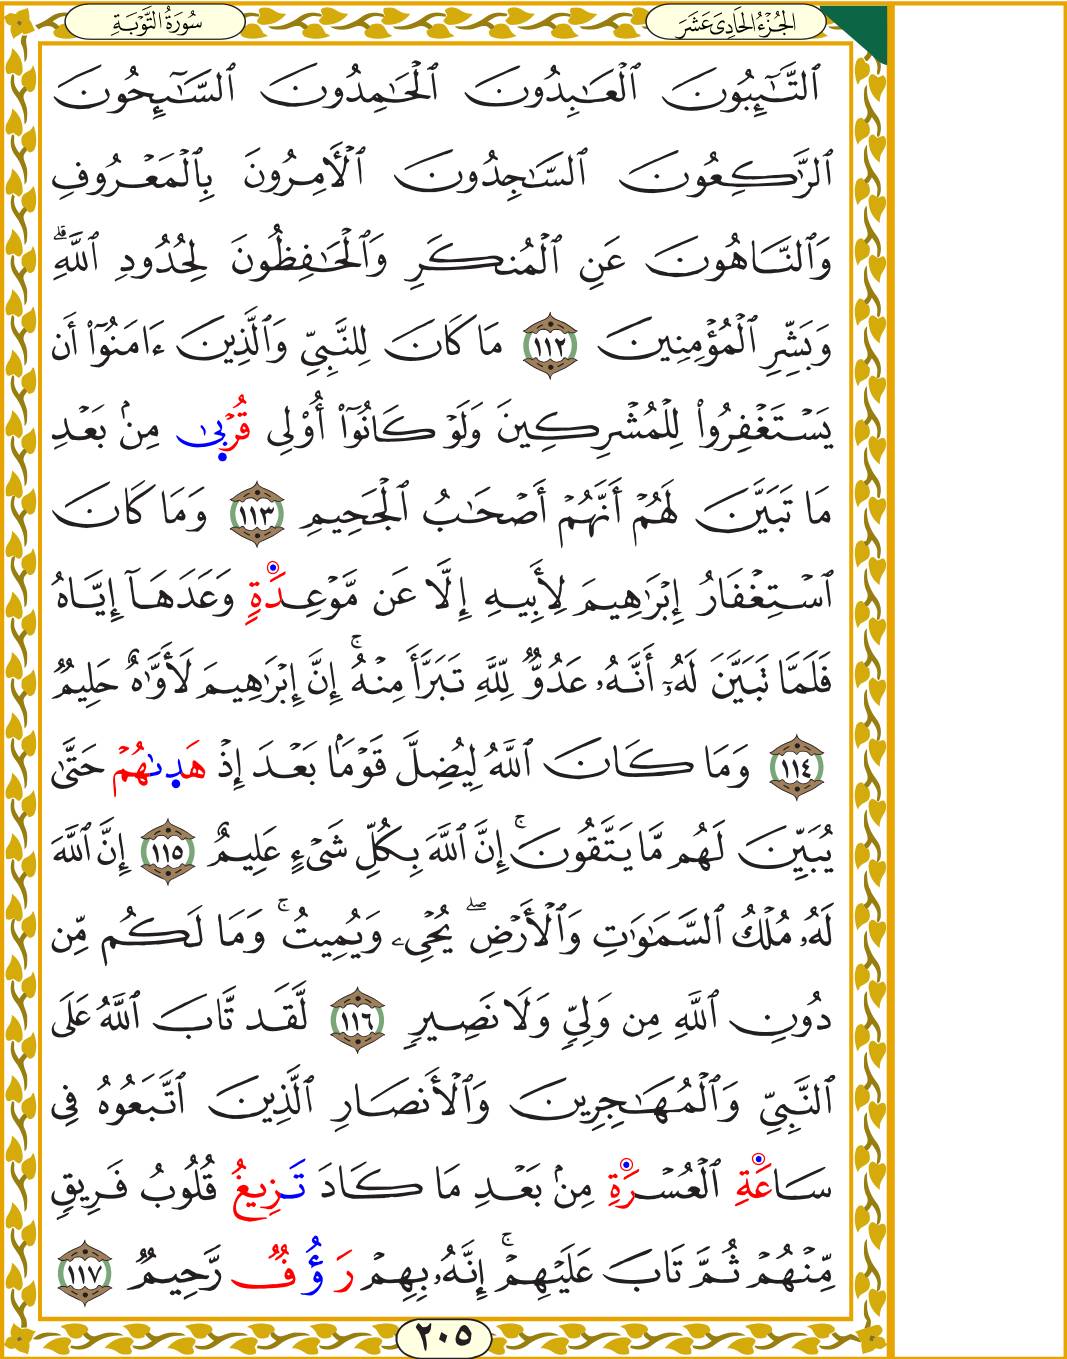 سُورَةُ التَّوْبَةِ
الجُزْءُ الحَادِيَ عَشَرَ
ٱلتَّـٰٓئِبُونَ ٱلْعَـٰبِدُونَ ٱلْحَـٰمِدُونَ ٱلسَّـٰٓئِحُونَ
ٱلرَّٰكِعُونَ ٱلسَّـٰجِدُونَ ٱلْـَٔامِرُونَ بِٱلْمَعْرُوفِ
وَٱلنَّاهُونَ عَنِ ٱلْمُنكَرِ وَٱلْحَـٰفِظُونَ لِحُدُودِ ٱللَّهِ ۗ
وَبَشِّرِ ٱلْمُؤْمِنِينَ ١١٢ مَا كَانَ لِلنَّبِىِّ وَٱلَّذِينَ ءَامَنُوٓا۟ أَن
يَسْتَغْفِرُوا۟ لِلْمُشْرِكِينَ وَلَوْ كَانُوٓا۟ أُو۟لِى قُرْبِىٰ مِنۢ بَعْدِ
مَا تَبَيَّنَ لَهُمْ أَنَّهُمْ أَصْحَـٰبُ ٱلْجَحِيمِ ١١٣ وَمَا كَانَ
ٱسْتِغْفَارُ إِبْرَٰهِيمَ لِأَبِيهِ إِلَّا عَن مَّوْعِدَةٍ وَعَدَهَآ إِيَّاهُ
فَلَمَّا تَبَيَّنَ لَهُۥٓ أَنَّهُۥ عَدُوٌّ لِّلَّهِ تَبَرَّأَ مِنْهُ ۚ إِنَّ إِبْرَٰهِيمَ لَأَوَّٰهٌ حَلِيمٌ
١١٤ وَمَا كَانَ ٱللَّهُ لِيُضِلَّ قَوْمًۢا بَعْدَ إِذْ هَدِىٰهُمْ حَتَّىٰ
يُبَيِّنَ لَهُم مَّا يَتَّقُونَ ۚ إِنَّ ٱللَّهَ بِكُلِّ شَىْءٍ عَلِيمٌ ١١٥ إِنَّ ٱللَّهَ
لَهُۥ مُلْكُ ٱلسَّمَـٰوَٰتِ وَٱلْأَرْضِ ۖ يُحْىِۦ وَيُمِيتُ ۚ وَمَا لَكُم مِّن
دُونِ ٱللَّهِ مِن وَلِىٍّ وَلَا نَصِيرٍ ١١٦ لَّقَد تَّابَ ٱللَّهُ عَلَى
ٱلنَّبِىِّ وَٱلْمُهَـٰجِرِينَ وَٱلْأَنصَارِ ٱلَّذِينَ ٱتَّبَعُوهُ فِى
سَاعَةِ ٱلْعُسْرَةِ مِنۢ بَعْدِ مَا كَادَ تَزِيغُ قُلُوبُ فَرِيقٍ
مِّنْهُمْ ثُمَّ تَابَ عَلَيْهِمْ ۚ إِنَّهُۥ بِهِمْ رَؤُفٌ رَّحِيمٌ ١١٧
٢٠٥